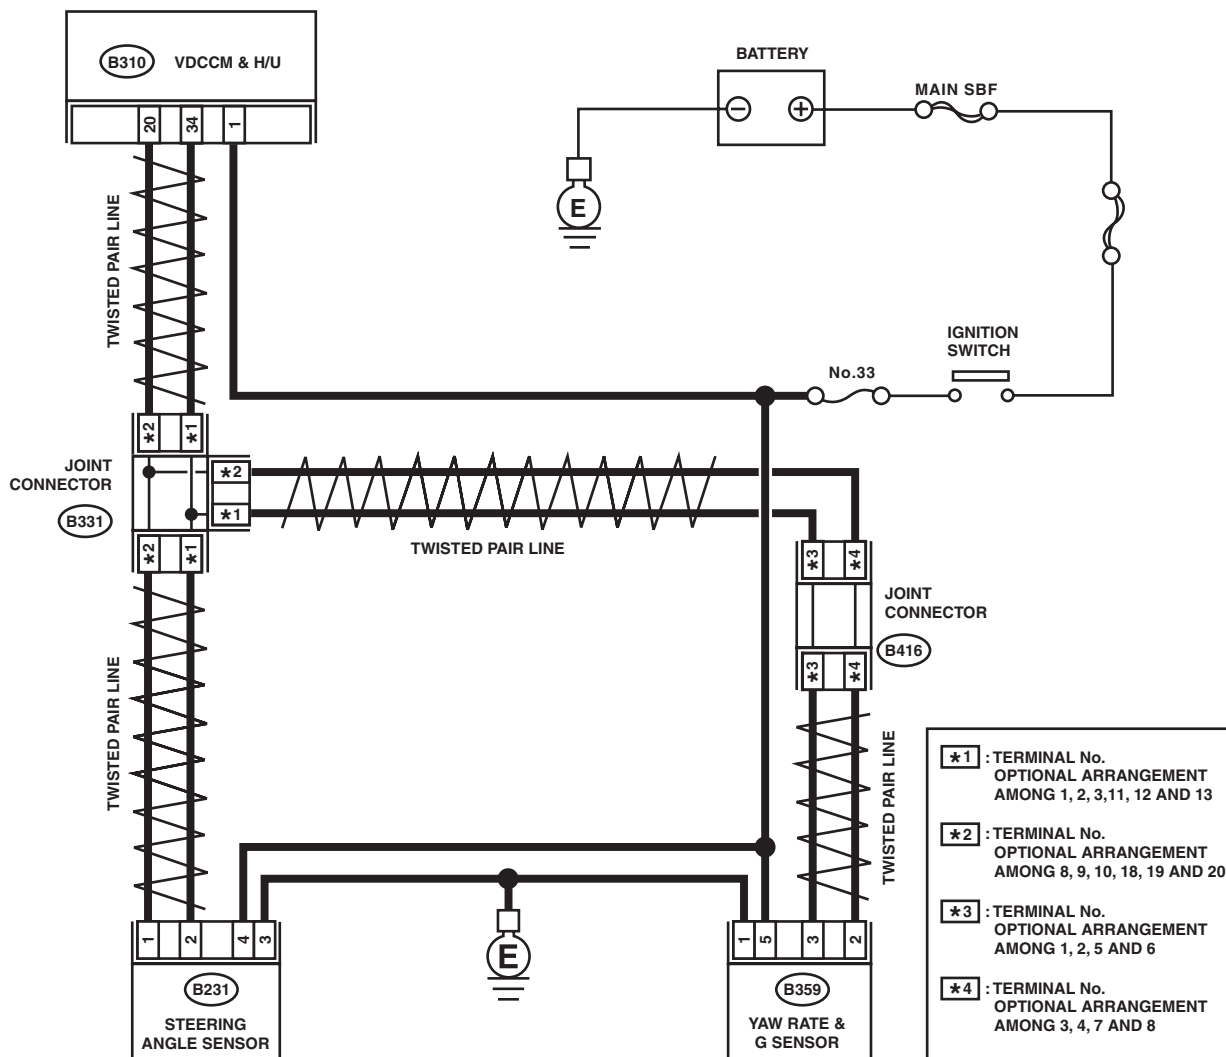 B310 VDCCM & H/U
20 34 1
BATTERY
MAIN SBF
E
TWISTED PAIR LINE
IGNITION
SWITCH
No.33
*2 *1
JOINT
CONNECTOR
B331
*2
*1
*2 *1
TWISTED PAIR LINE
*3 *4
JOINT
CONNECTOR
B416
*3 *4
TWISTED PAIR LINE
TWISTED PAIR LINE
*1 : TERMINAL No.
OPTIONAL ARRANGEMENT
AMONG 1, 2, 3,11, 12 AND 13
*2 : TERMINAL No.
OPTIONAL ARRANGEMENT
AMONG 8, 9, 10, 18, 19 AND 20
*3 : TERMINAL No.
OPTIONAL ARRANGEMENT
AMONG 1, 2, 5 AND 6
*4 : TERMINAL No.
OPTIONAL ARRANGEMENT
AMONG 3, 4, 7 AND 8
1 2 4 3
E
1 5 3 2
B231
STEERING
ANGLE SENSOR
B359
YAW RATE &
G SENSOR